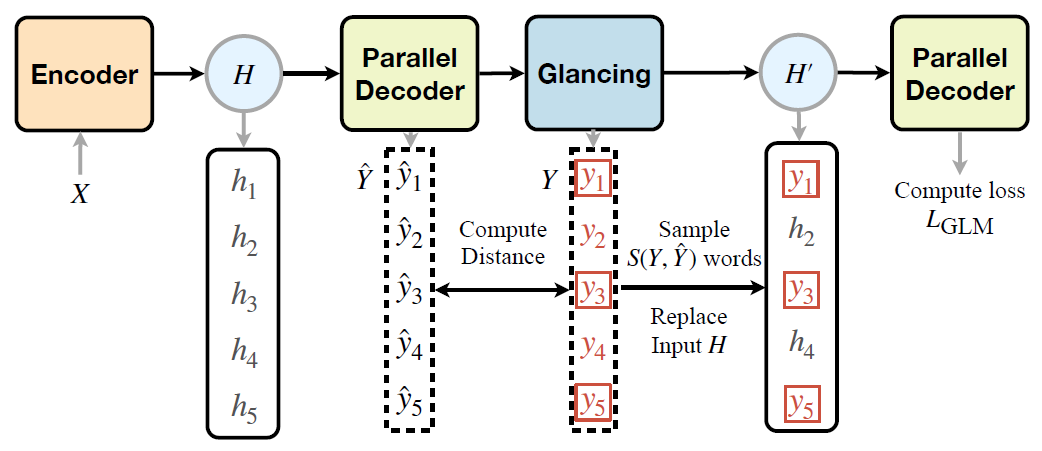 Encoder
H
Parallel
Decoder
Glancing
H′
Parallel
Decoder
X
h₁
h₂
h₃
h₄
h₅
Ŷ
ŷ₁
ŷ₂
ŷ₃
ŷ₄
ŷ₅
Compute
Distance
Y
y₁
y₂
y₃
y₄
y₅
Sample
S(Y, Ŷ) words
Replace
Input H
y₁
h₂
y₃
h₄
y₅
Compute loss
L_GLM